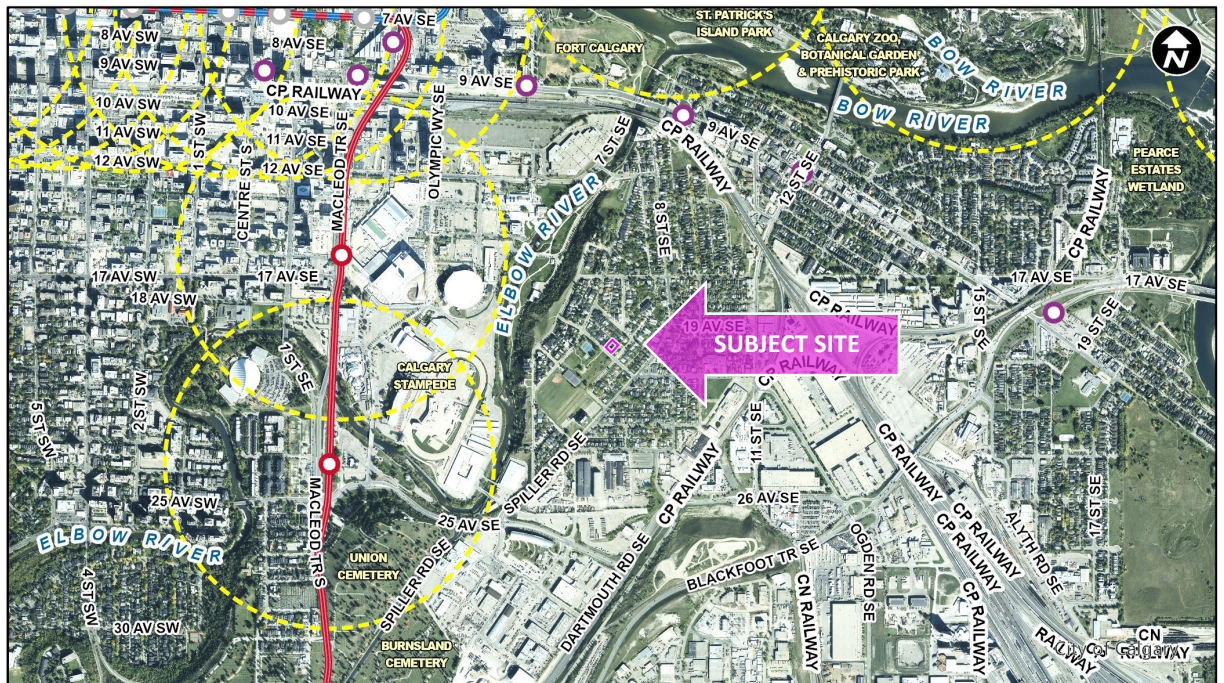 7 AV SE
8 AV SW
8 AV SE
9 AV SW
CP RAILWAY
9 AV SE
10 AV SW
10 AV SE
11 AV SW
11 AV SE
12 AV SW
12 AV SE
1 ST SW
CENTRE ST S
MACLEOD TR SE
OLYMPIC WY SE
FORT CALGARY
ST. PATRICK'S
ISLAND PARK
CALGARY ZOO,
BOTANICAL GARDEN
& PREHISTORIC PARK
BOW RIVER
BOW RIVER
N
7 ST SE
CP RAILWAY
9 AV SE
12 ST SE
8 ST SE
ELBOW RIVER
PEARCE
ESTATES
WETLAND
CP RAILWAY
17 AV SW
17 AV SE
18 AV SW
17 AV SE
17 AV SE
15 ST SE
19 ST SE
CP RAILWAY
19 AV SE
SUBJECT SITE
CP RAILWAY
1 ST SE
CALGARY
STAMPEDE
2 ST SW
5 ST SW
SPILLER RD SE
CP RAILWAY
11 ST SE
CP RAILWAY
25 AV SW
MACLEOD TR S
25 AV SE
26 AV SE
17 ST SE
ELBOW RIVER
UNION
CEMETERY
SPILLER RD SE
DARTMOUTH RD SE
BLACKFOOT TR SE
OGDEN RD SE
CP RAILWAY
CP RAILWAY
ALYTH RD SE
4 ST SW
30 AV SW
BURNSLAND
CEMETERY
CN RAILWAY
CP RAILWAY
RAILWAY
CN
RAILWAY
City of Calgary